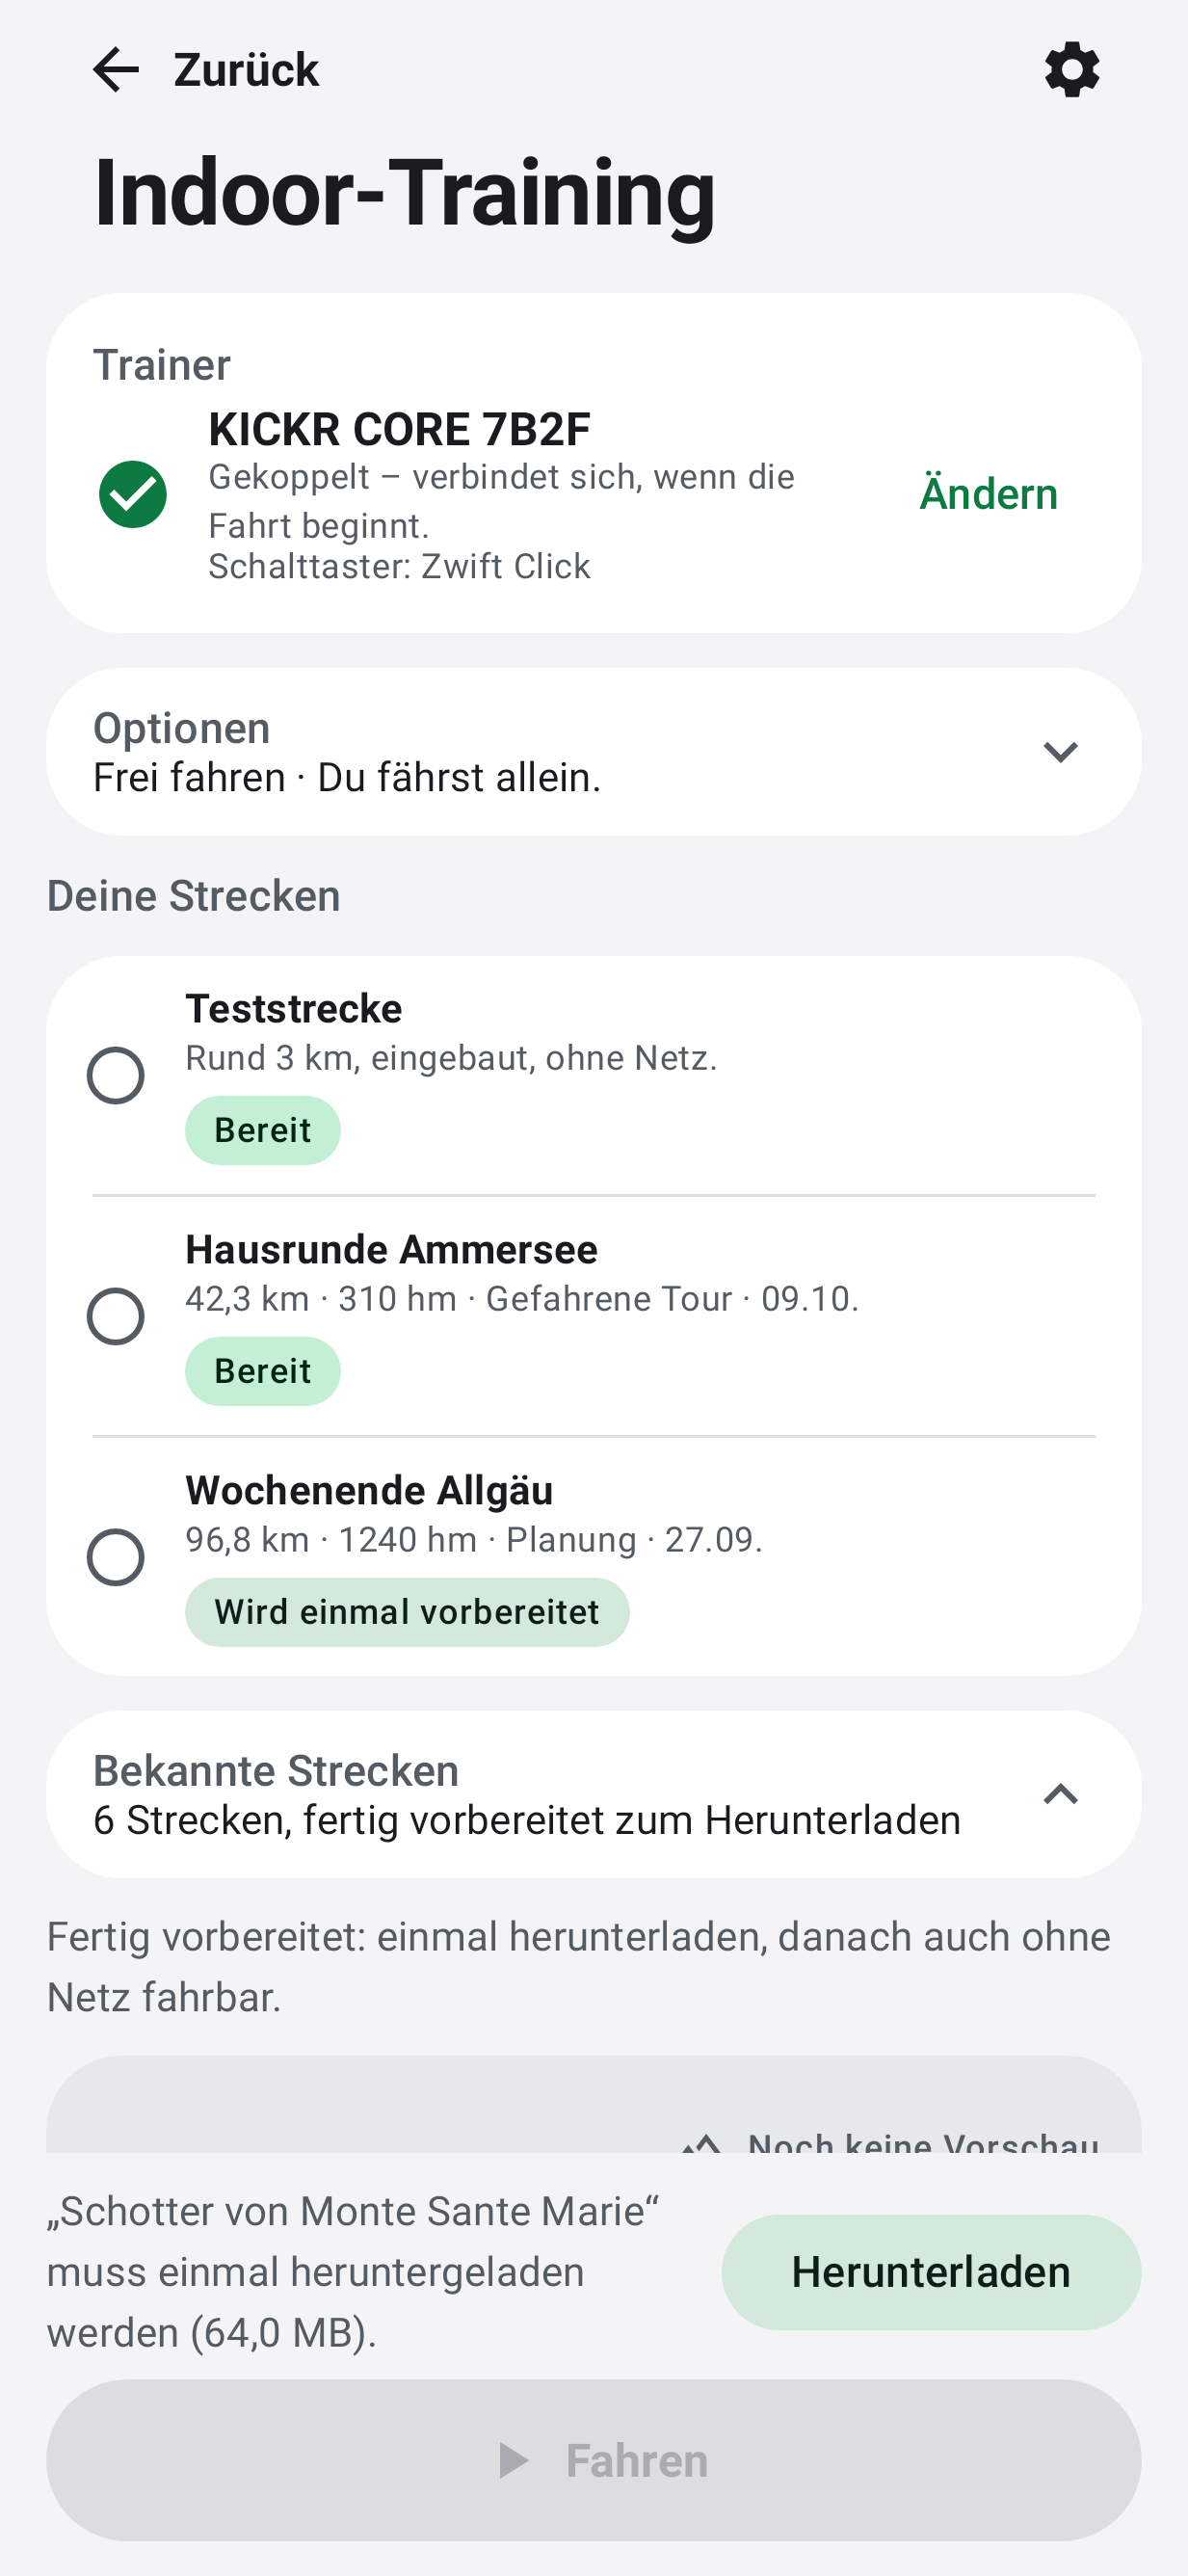 Zurück
Indoor-Training
Trainer
KICKR CORE 7B2F
Gekoppelt – verbindet sich, wenn die
Fahrt beginnt.
Schalttaster: Zwift Click
Ändern
Optionen
Frei fahren · Du fährst allein.
Deine Strecken
Teststrecke
Rund 3 km, eingebaut, ohne Netz.
Bereit
Hausrunde Ammersee
42,3 km · 310 hm · Gefahrene Tour · 09.10.
Bereit
Wochenende Allgäu
96,8 km · 1240 hm · Planung · 27.09.
Wird einmal vorbereitet
Bekannte Strecken
6 Strecken, fertig vorbereitet zum Herunterladen
Fertig vorbereitet: einmal herunterladen, danach auch ohne
Netz fahrbar.
Noch keine Vorschau
„Schotter von Monte Sante Marie“
muss einmal heruntergeladen
werden (64,0 MB).
Herunterladen
Fahren